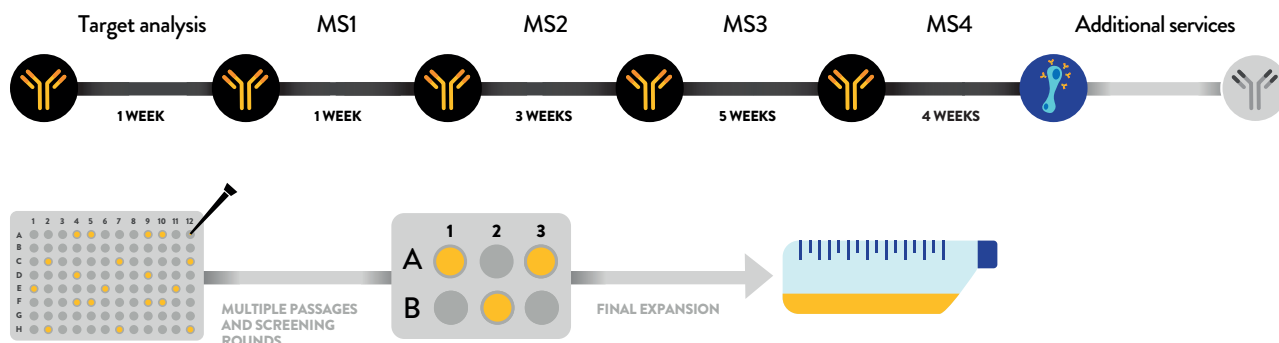 Target analysis MS1 MS2 MS3 MS4 Additional services
1 WEEK 1 WEEK 3 WEEKS 5 WEEKS 4 WEEKS
1 2 3 4 5 6 7 8 9 10 11 12
A
B
C
D
E
F
G
H
MULTIPLE PASSAGES
AND SCREENING
ROUNDS
1 2 3
A
B
FINAL EXPANSION